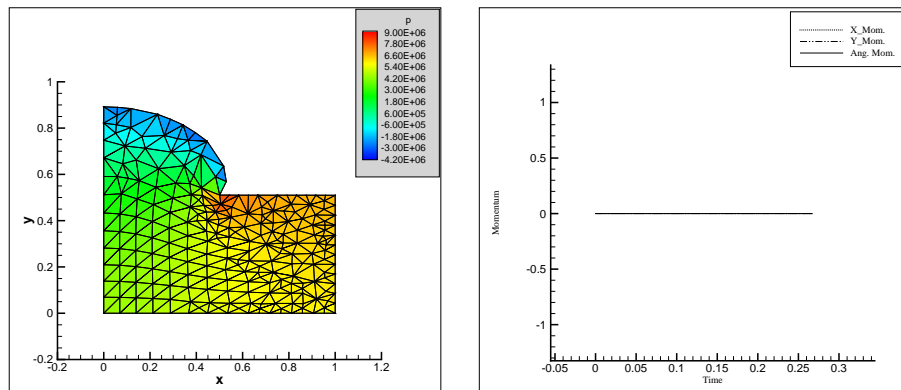 p
9.00E+06
7.80E+06
6.60E+06
5.40E+06
4.20E+06
3.00E+06
1.80E+06
6.00E+05
-6.00E+05
-1.80E+06
-3.00E+06
-4.20E+06
1
0.8
0.6
0.4
0.2
0
-0.2
y
-0.2 0 0.2 0.4 0.6 0.8 1 1.2
x
X_Mom.
Y_Mom.
Ang. Mom.
1
0.5
0
-0.5
-1
Momentum
-0.05 0 0.05 0.1 0.15 0.2 0.25 0.3
Time